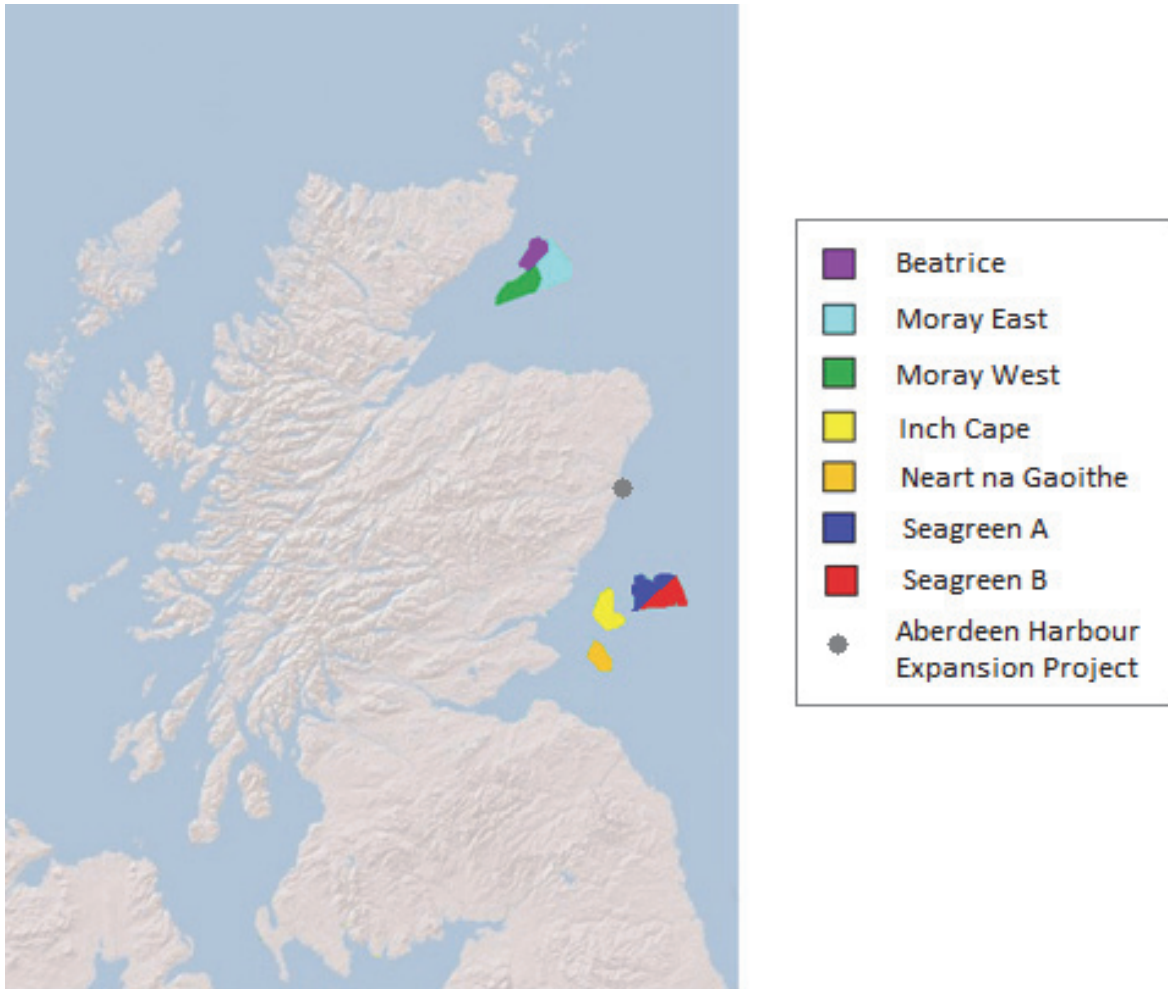 Beatrice
Moray East
Moray West
Inch Cape
Neart na Gaoithe
Seagreen A
Seagreen B
Aberdeen Harbour
Expansion Project